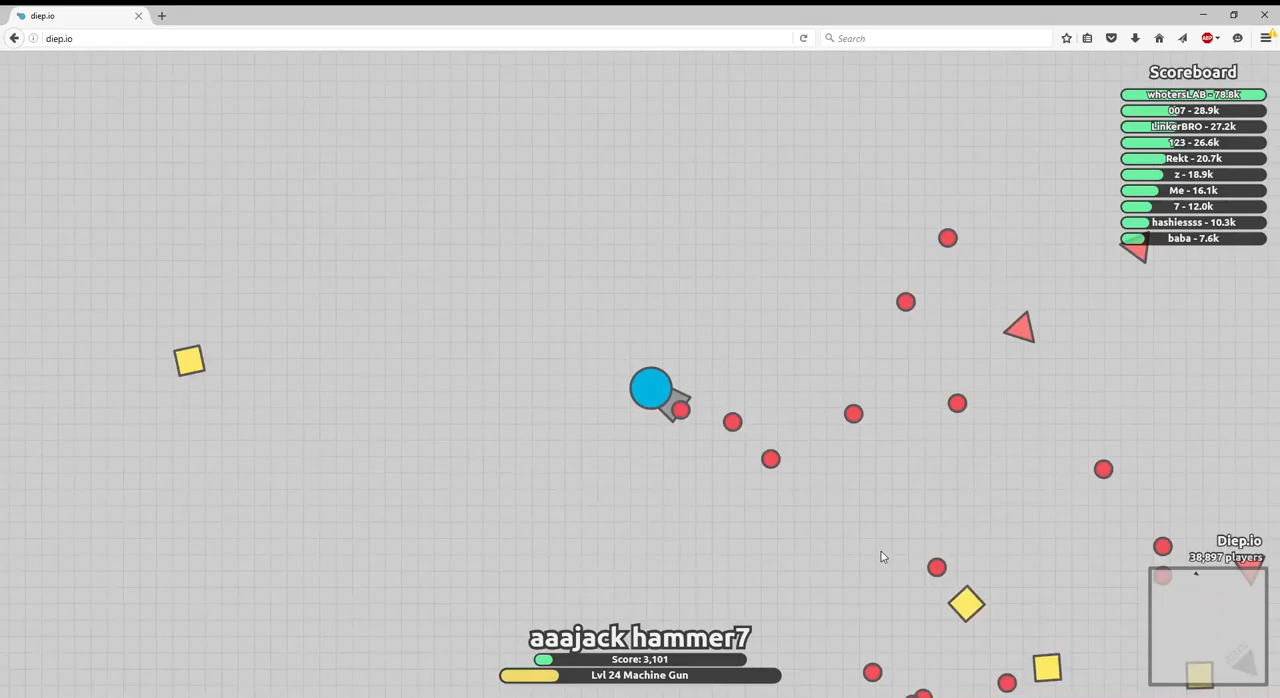 diep.io
diep.io
Search
ABP
Scoreboard
whotersLAB - 78.8k
007 - 28.9k
LinkerBRO - 27.2k
123 - 26.6k
Rekt - 20.7k
z - 18.9k
Me - 16.1k
7 - 12.0k
hashiessss - 10.3k
baba - 7.6k
Diep.io
38,897 players
aaajack hammer7
Score: 3,101
Lvl 24 Machine Gun